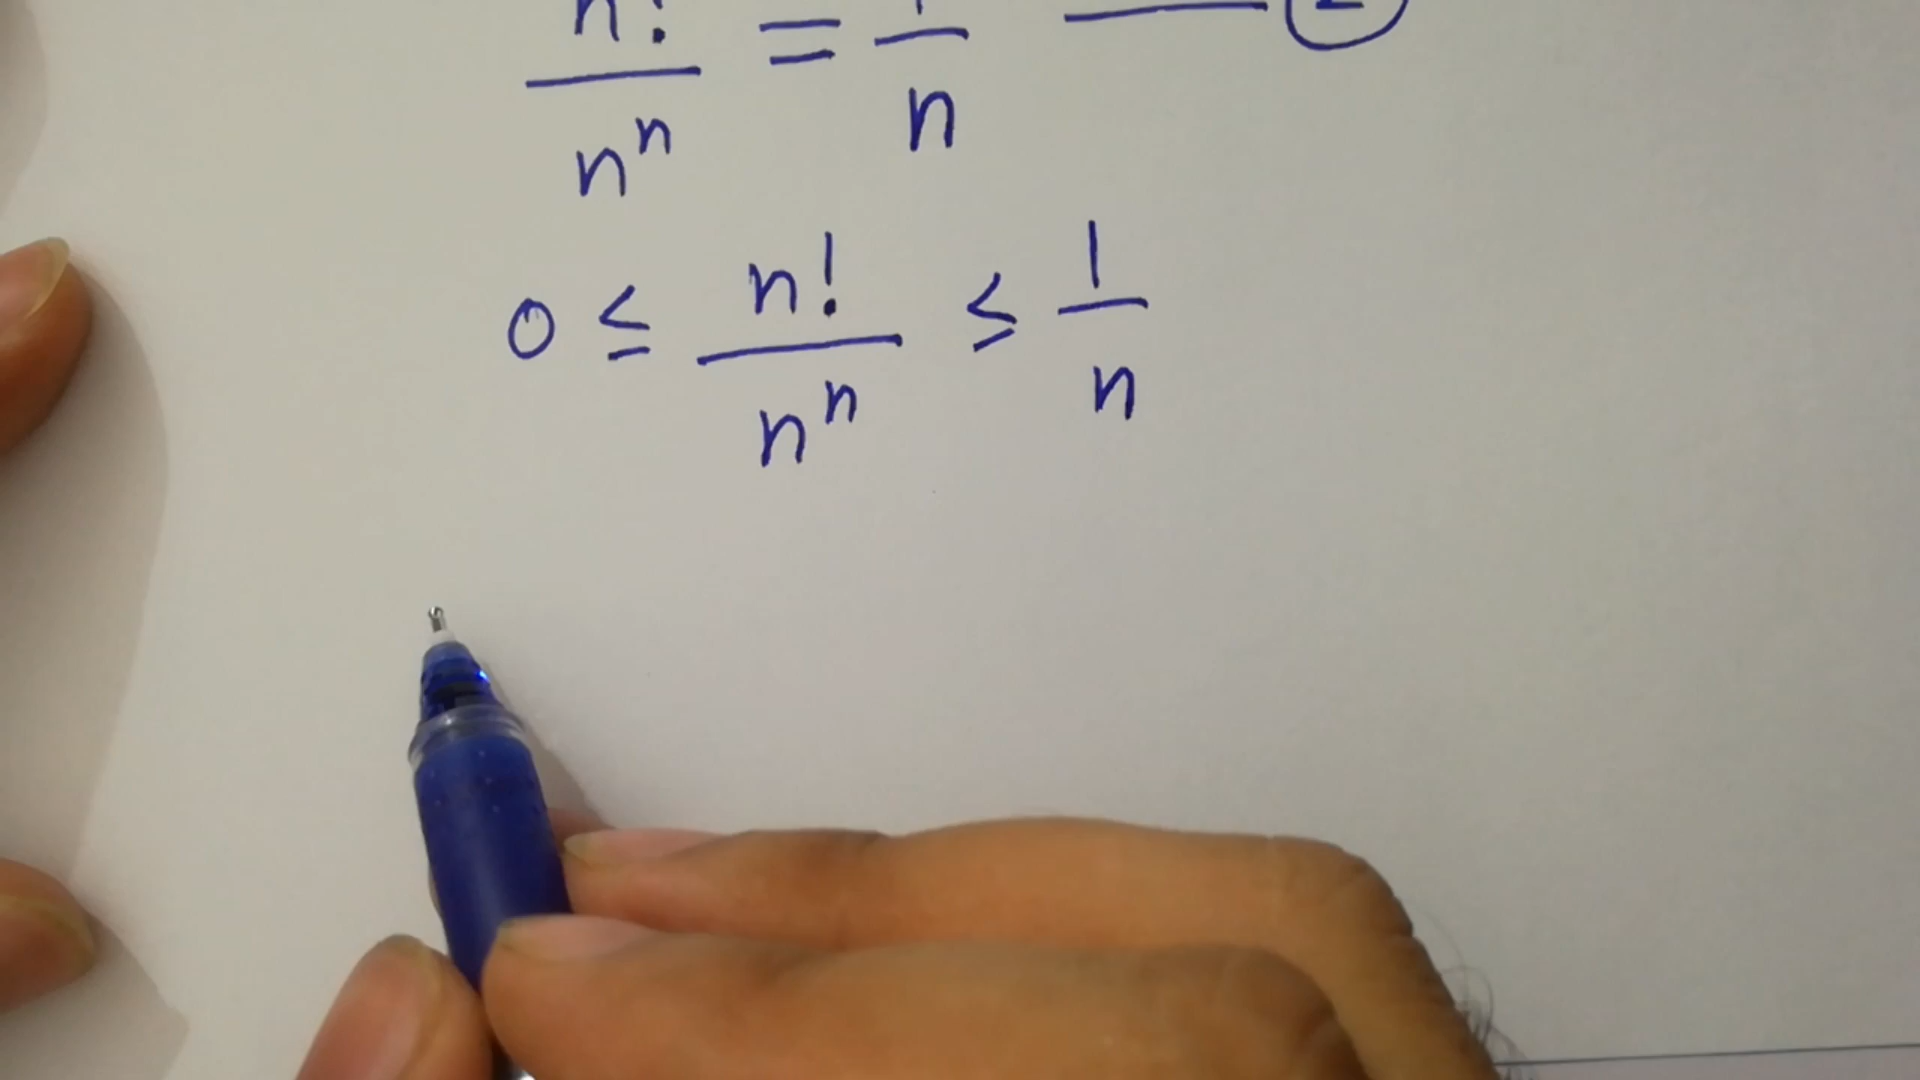 n!/n^n = 1/n —— ②
0 ≤ n!/n^n ≤ 1/n